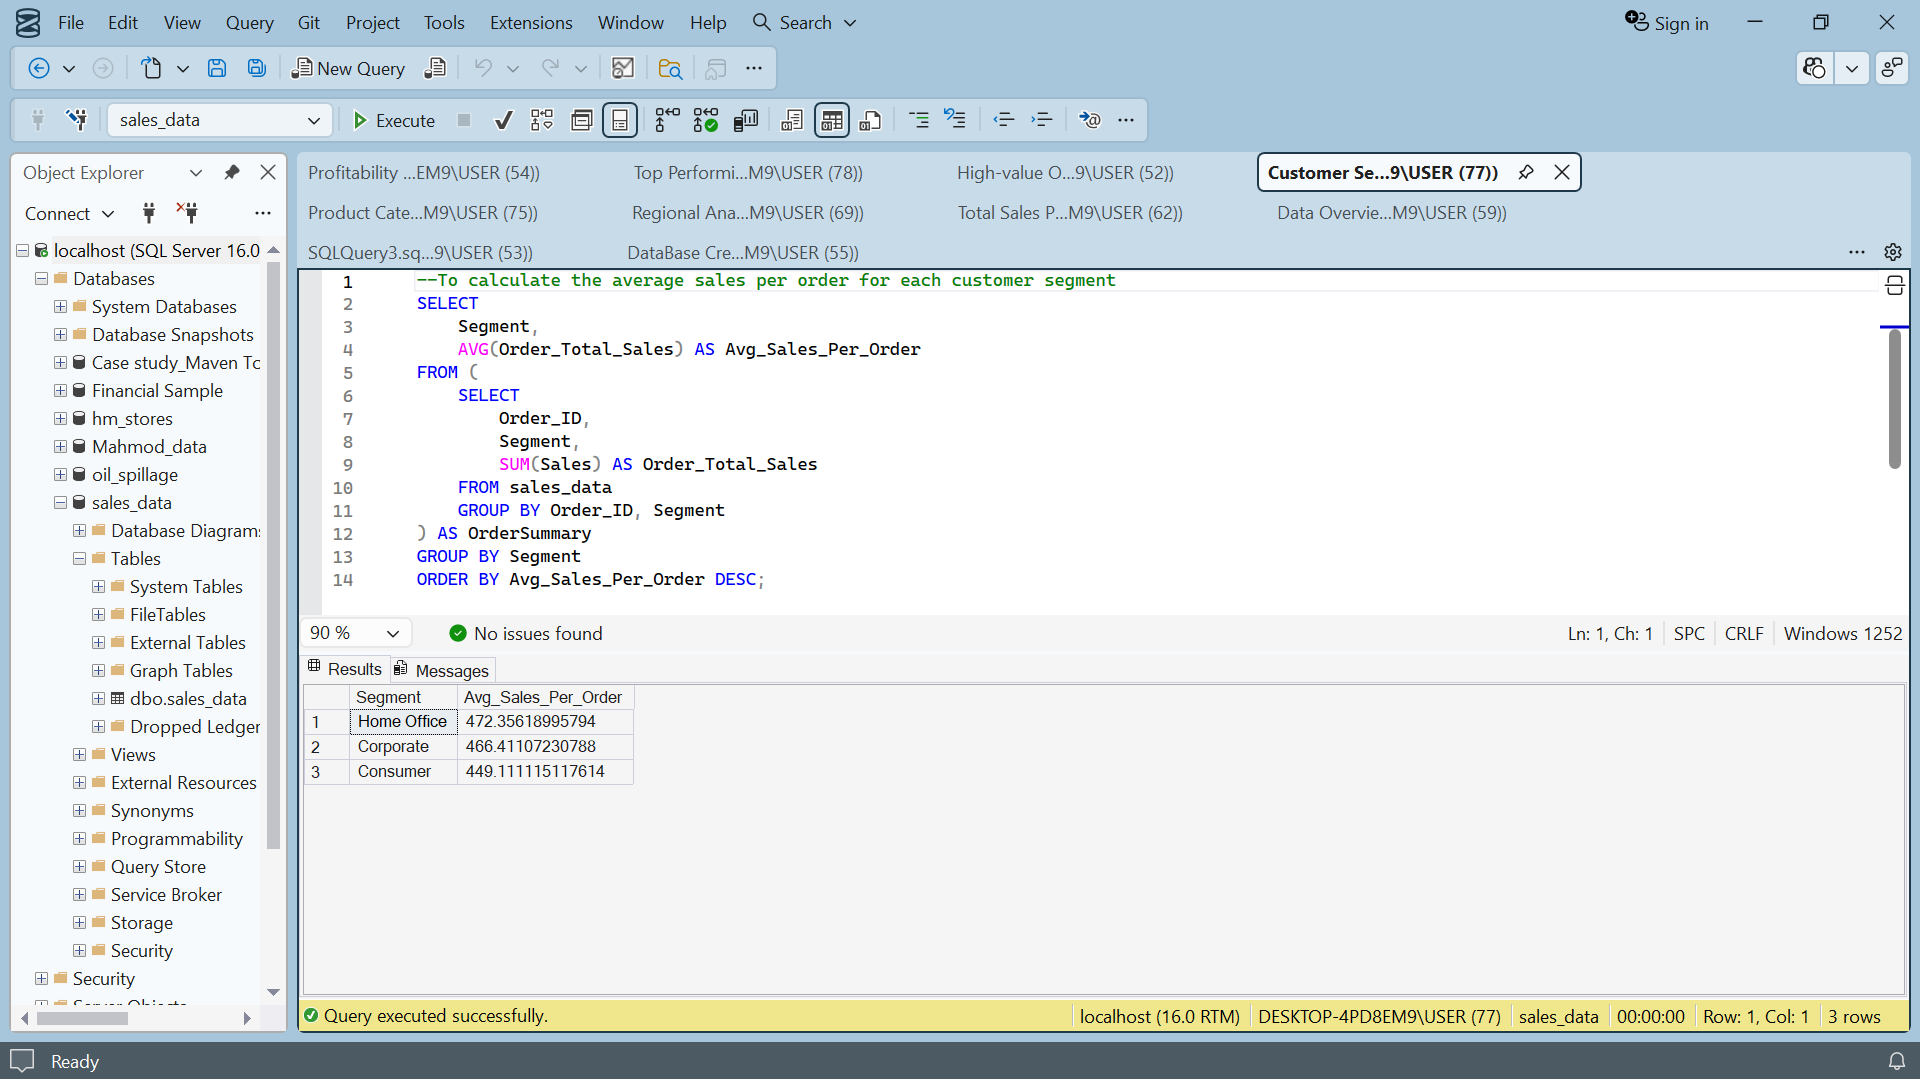 File Edit View Query Git Project Tools Extensions Window Help Search
Sign in
New Query
sales_data
Execute
Object Explorer
Connect
localhost (SQL Server 16.0
Databases
System Databases
Database Snapshots
Case study_Maven To
Financial Sample
hm_stores
Mahmod_data
oil_spillage
sales_data
Database Diagrams
Tables
System Tables
FileTables
External Tables
Graph Tables
dbo.sales_data
Dropped Ledger
Views
External Resources
Synonyms
Programmability
Query Store
Service Broker
Storage
Security
Security
Server Objects
Profitability ...EM9\USER (54))
Top Performi...M9\USER (78))
High-value O...9\USER (52))
Customer Se...9\USER (77))
Product Cate...M9\USER (75))
Regional Ana...M9\USER (69))
Total Sales P...M9\USER (62))
Data Overvie...M9\USER (59))
SQLQuery3.sq...9\USER (53))
DataBase Cre...M9\USER (55))
1 --To calculate the average sales per order for each customer segment
2 SELECT
3 Segment,
4 AVG(Order_Total_Sales) AS Avg_Sales_Per_Order
5 FROM (
6 SELECT
7 Order_ID,
8 Segment,
9 SUM(Sales) AS Order_Total_Sales
10 FROM sales_data
11 GROUP BY Order_ID, Segment
12 ) AS OrderSummary
13 GROUP BY Segment
14 ORDER BY Avg_Sales_Per_Order DESC;
90 %
No issues found
Ln: 1, Ch: 1 SPC CRLF Windows 1252
Results Messages
Segment Avg_Sales_Per_Order
1 Home Office 472.35618995794
2 Corporate 466.41107230788
3 Consumer 449.111115117614
Query executed successfully.
localhost (16.0 RTM) DESKTOP-4PD8EM9\USER (77) sales_data 00:00:00 Row: 1, Col: 1 3 rows
Ready